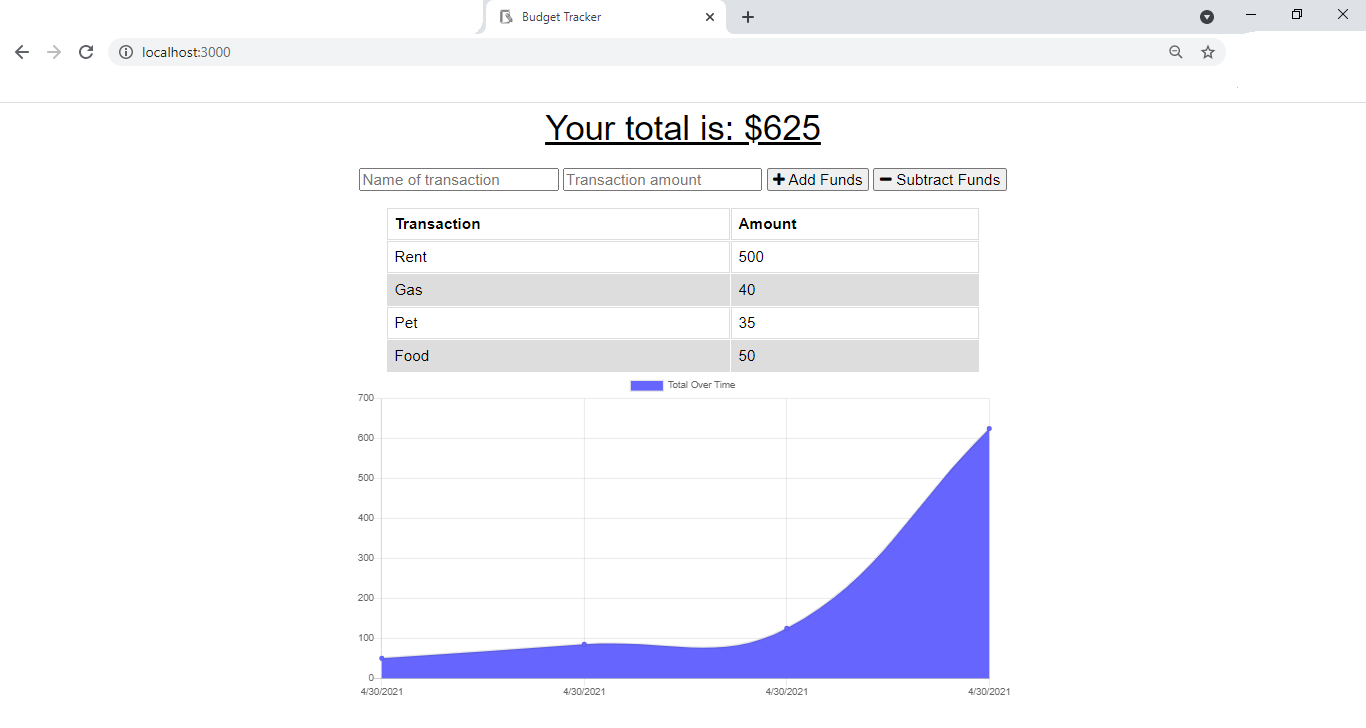 Budget Tracker
localhost:3000
Your total is: $625
Name of transaction Transaction amount Add Funds Subtract Funds
Transaction Amount
Rent 500
Gas 40
Pet 35
Food 50
Total Over Time
700
600
500
400
300
200
100
0
4/30/2021 4/30/2021 4/30/2021 4/30/2021